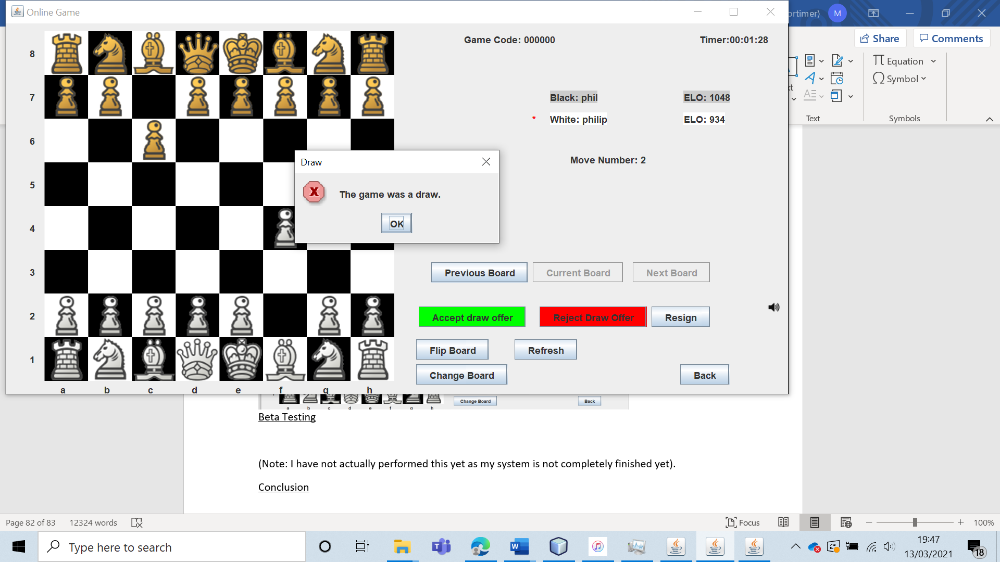 Online Game
ortimer)
M
Share
Comments
Game Code: 000000
Timer:00:01:28
8
7
6
5
4
3
2
1
Equation
Symbol
Text
Symbols
Black: phil
ELO: 1048
* White: philip
ELO: 934
Move Number: 2
Draw
X
The game was a draw.
OK
Previous Board
Current Board
Next Board
Accept draw offer
Reject Draw Offer
Resign
Flip Board
Refresh
Change Board
Back
a b c d e f g h
Change Board
Back
a b c d e f g h
Beta Testing
(Note: I have not actually performed this yet as my system is not completely finished yet).
Conclusion
Page 82 of 83
12324 words
Focus
100%
Type here to search
19:47
13/03/2021
18